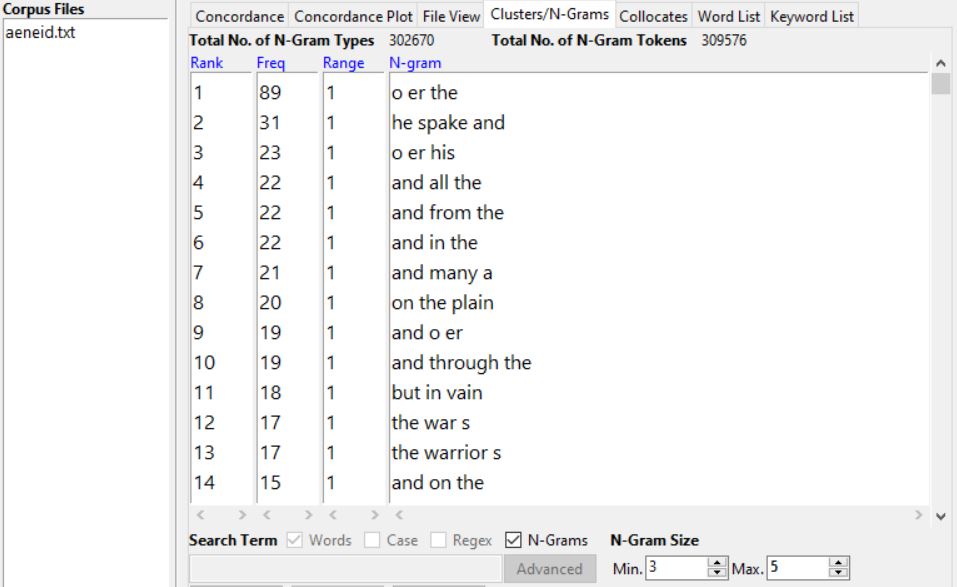 Corpus Files
aeneid.txt
Concordance Concordance Plot File View Clusters/N-Grams Collocates Word List Keyword List
Total No. of N-Gram Types 302670 Total No. of N-Gram Tokens 309576
Rank Freq Range N-gram
1 89 1 o er the
2 31 1 he spake and
3 23 1 o er his
4 22 1 and all the
5 22 1 and from the
6 22 1 and in the
7 21 1 and many a
8 20 1 on the plain
9 19 1 and o er
10 19 1 and through the
11 18 1 but in vain
12 17 1 the war s
13 17 1 the warrior s
14 15 1 and on the
Search Term Words Case Regex N-Grams N-Gram Size
Advanced Min. 3 Max. 5